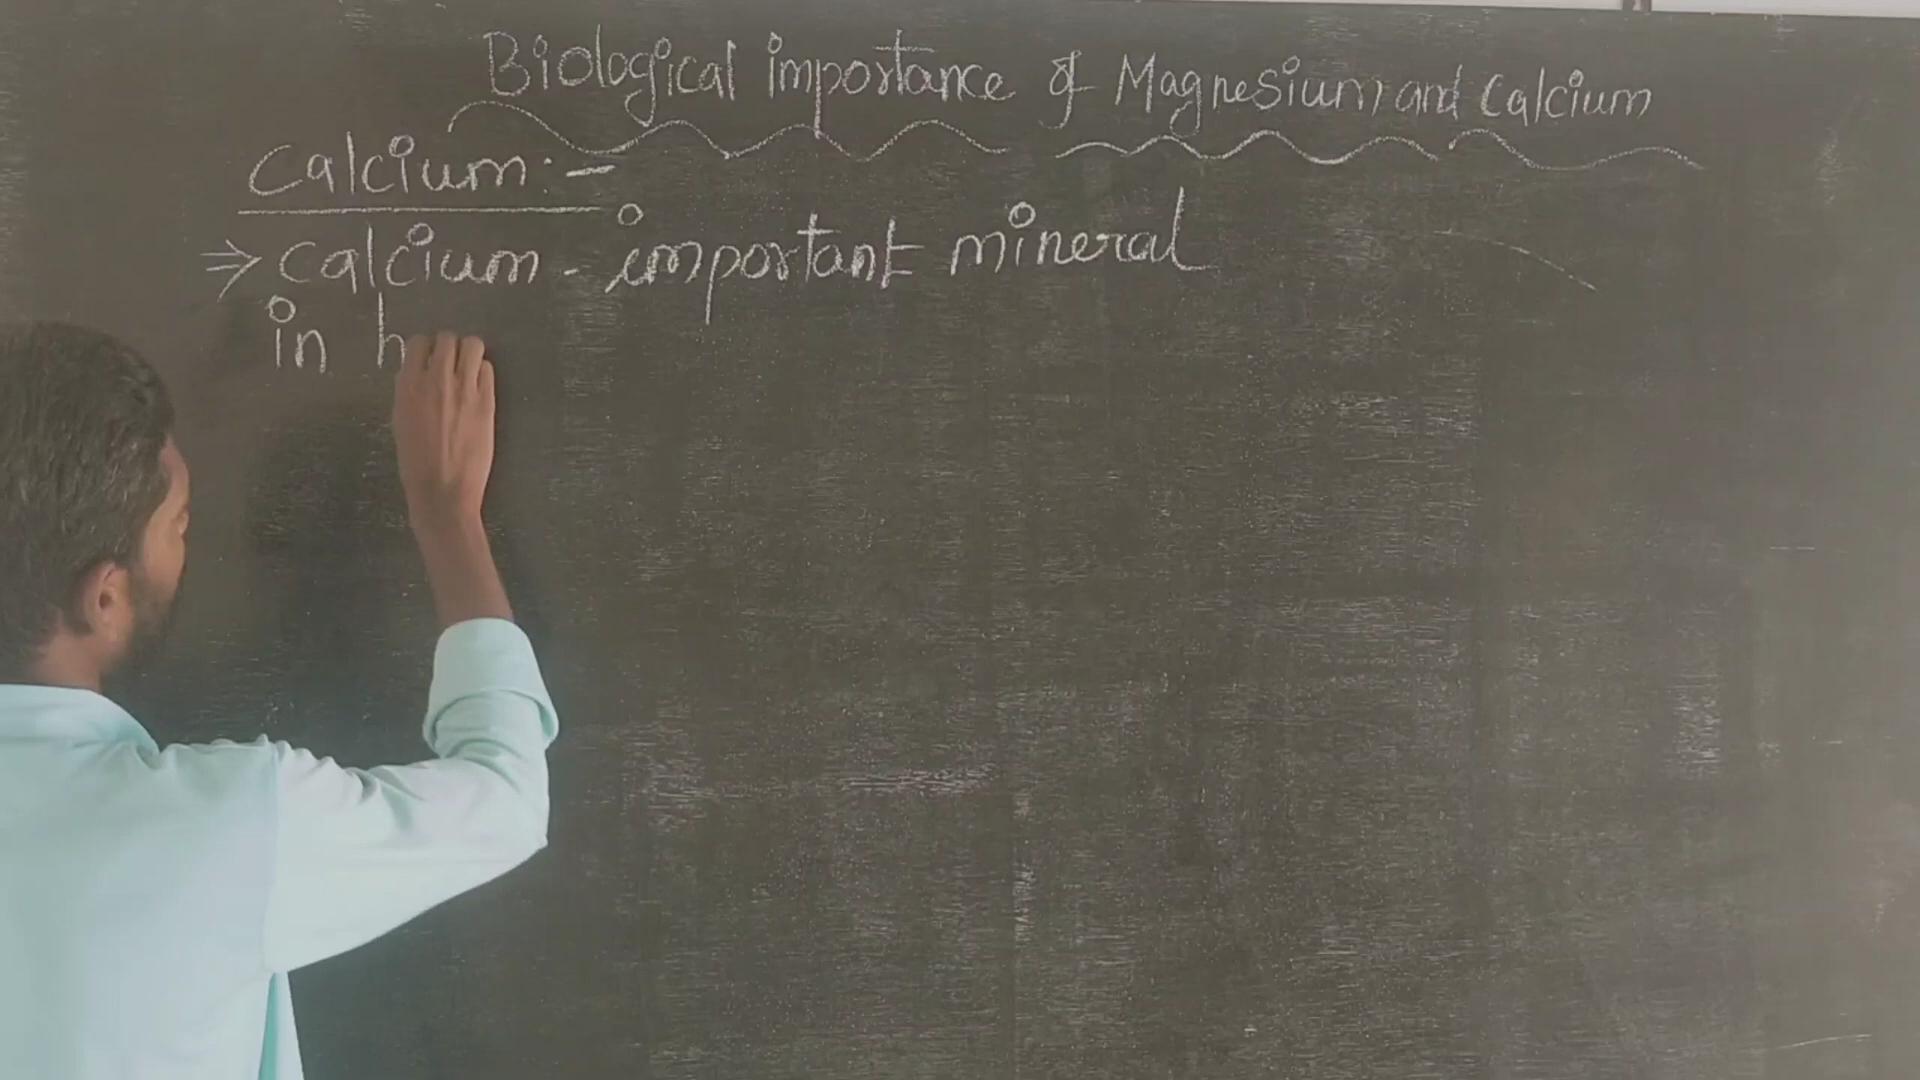 Biological importance of Magnesium and Calcium
Calcium:-
⇒ Calcium - important mineral
in h